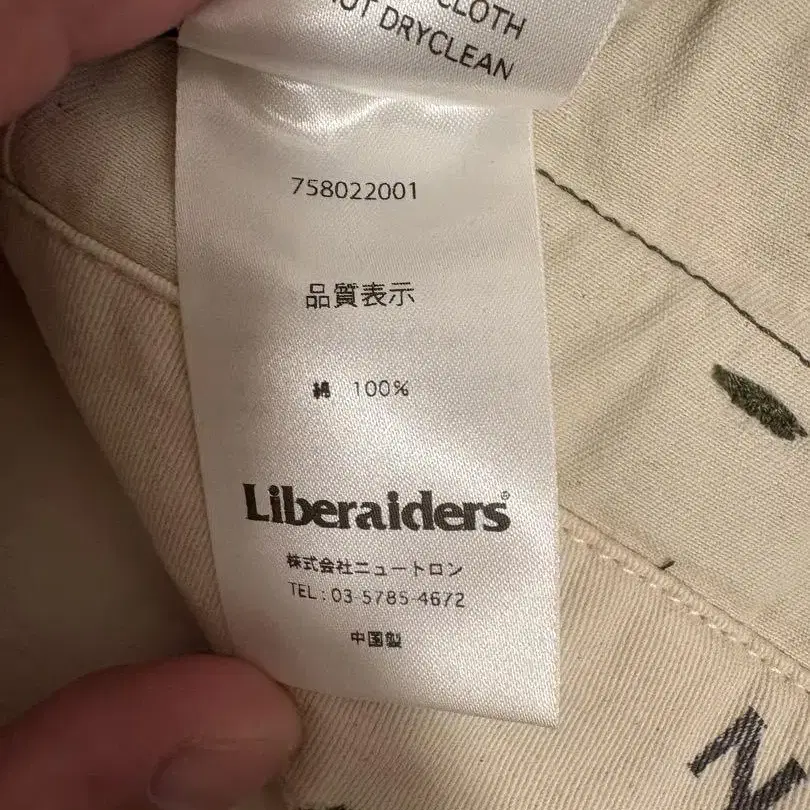 CLOTH
NOT DRYCLEAN
758022001
品質表示
綿 100%
Liberaiders®
株式会社ニュートロン
TEL : 03-5785-4672
中国製
N